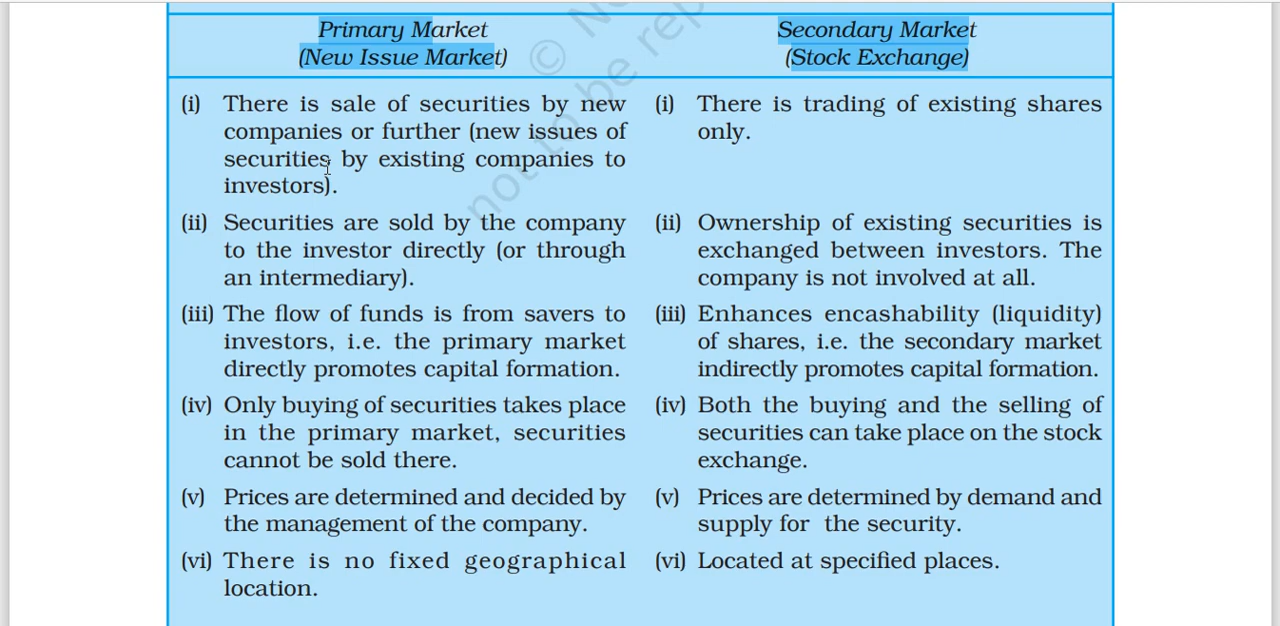 Primary Market
(New Issue Market)
Secondary Market
(Stock Exchange)
(i) There is sale of securities by new
companies or further (new issues of
securities by existing companies to
investors).
(i) There is trading of existing shares
only.
(ii) Securities are sold by the company
to the investor directly (or through
an intermediary).
(ii) Ownership of existing securities is
exchanged between investors. The
company is not involved at all.
(iii) The flow of funds is from savers to
investors, i.e. the primary market
directly promotes capital formation.
(iii) Enhances encashability (liquidity)
of shares, i.e. the secondary market
indirectly promotes capital formation.
(iv) Only buying of securities takes place
in the primary market, securities
cannot be sold there.
(iv) Both the buying and the selling of
securities can take place on the stock
exchange.
(v) Prices are determined and decided by
the management of the company.
(v) Prices are determined by demand and
supply for the security.
(vi) There is no fixed geographical
location.
(vi) Located at specified places.
©
not to be